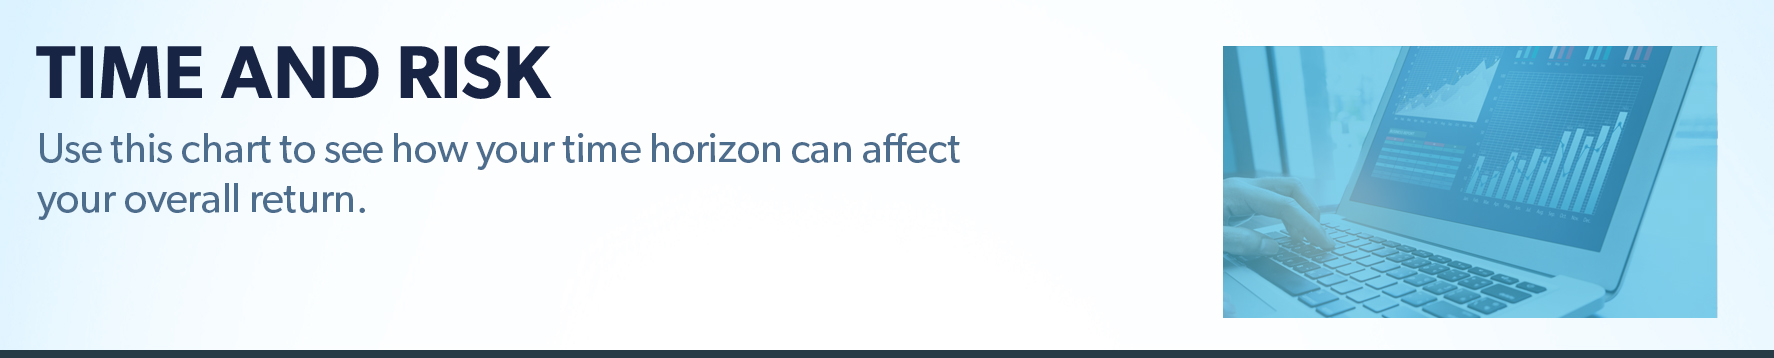 TIME AND RISK
Use this chart to see how your time horizon can affect
your overall return.